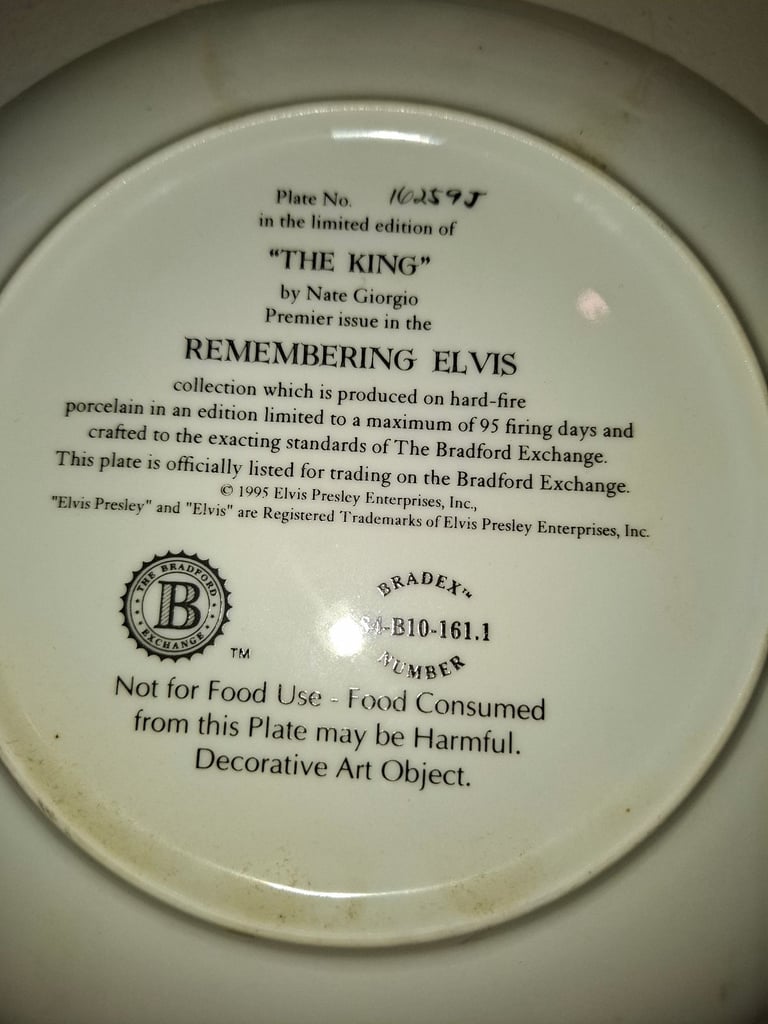 Plate No. 16259J
in the limited edition of
"THE KING"
by Nate Giorgio
Premier issue in the
REMEMBERING ELVIS
collection which is produced on hard-fire
porcelain in an edition limited to a maximum of 95 firing days and
crafted to the exacting standards of The Bradford Exchange.
This plate is officially listed for trading on the Bradford Exchange.
© 1995 Elvis Presley Enterprises, Inc.,
"Elvis Presley" and "Elvis" are Registered Trademarks of Elvis Presley Enterprises, Inc.
THE BRADFORD
B
EXCHANGE
TM
BRADEX™
84-B10-161.1
NUMBER
Not for Food Use - Food Consumed
from this Plate may be Harmful.
Decorative Art Object.